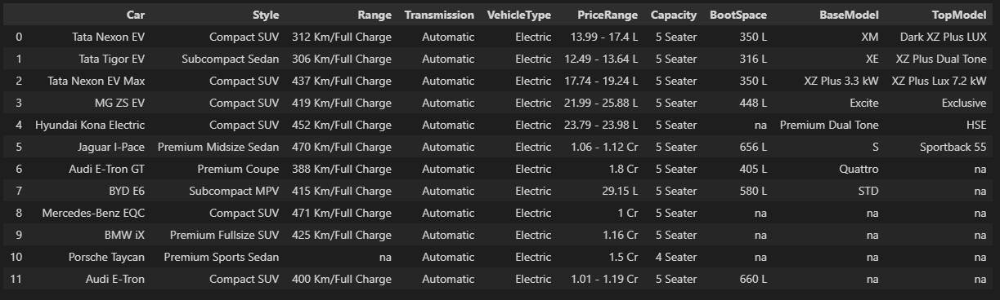 Car Style Range Transmission VehicleType PriceRange Capacity BootSpace BaseModel TopModel
0 Tata Nexon EV Compact SUV 312 Km/Full Charge Automatic Electric 13.99 - 17.4 L 5 Seater 350 L XM Dark XZ Plus LUX
1 Tata Tigor EV Subcompact Sedan 306 Km/Full Charge Automatic Electric 12.49 - 13.64 L 5 Seater 316 L XE XZ Plus Dual Tone
2 Tata Nexon EV Max Compact SUV 437 Km/Full Charge Automatic Electric 17.74 - 19.24 L 5 Seater 350 L XZ Plus 3.3 kW XZ Plus Lux 7.2 kW
3 MG ZS EV Compact SUV 419 Km/Full Charge Automatic Electric 21.99 - 25.88 L 5 Seater 448 L Excite Exclusive
4 Hyundai Kona Electric Compact SUV 452 Km/Full Charge Automatic Electric 23.79 - 23.98 L 5 Seater na Premium Dual Tone HSE
5 Jaguar I-Pace Premium Midsize Sedan 470 Km/Full Charge Automatic Electric 1.06 - 1.12 Cr 5 Seater 656 L S Sportback 55
6 Audi E-Tron GT Premium Coupe 388 Km/Full Charge Automatic Electric 1.8 Cr 5 Seater 405 L Quattro na
7 BYD E6 Subcompact MPV 415 Km/Full Charge Automatic Electric 29.15 L 5 Seater 580 L STD na
8 Mercedes-Benz EQC Compact SUV 471 Km/Full Charge Automatic Electric 1 Cr 5 Seater na na na
9 BMW iX Premium Fullsize SUV 425 Km/Full Charge Automatic Electric 1.16 Cr 5 Seater na na na
10 Porsche Taycan Premium Sports Sedan na Automatic Electric 1.5 Cr 4 Seater na na na
11 Audi E-Tron Compact SUV 400 Km/Full Charge Automatic Electric 1.01 - 1.19 Cr 5 Seater 660 L na na